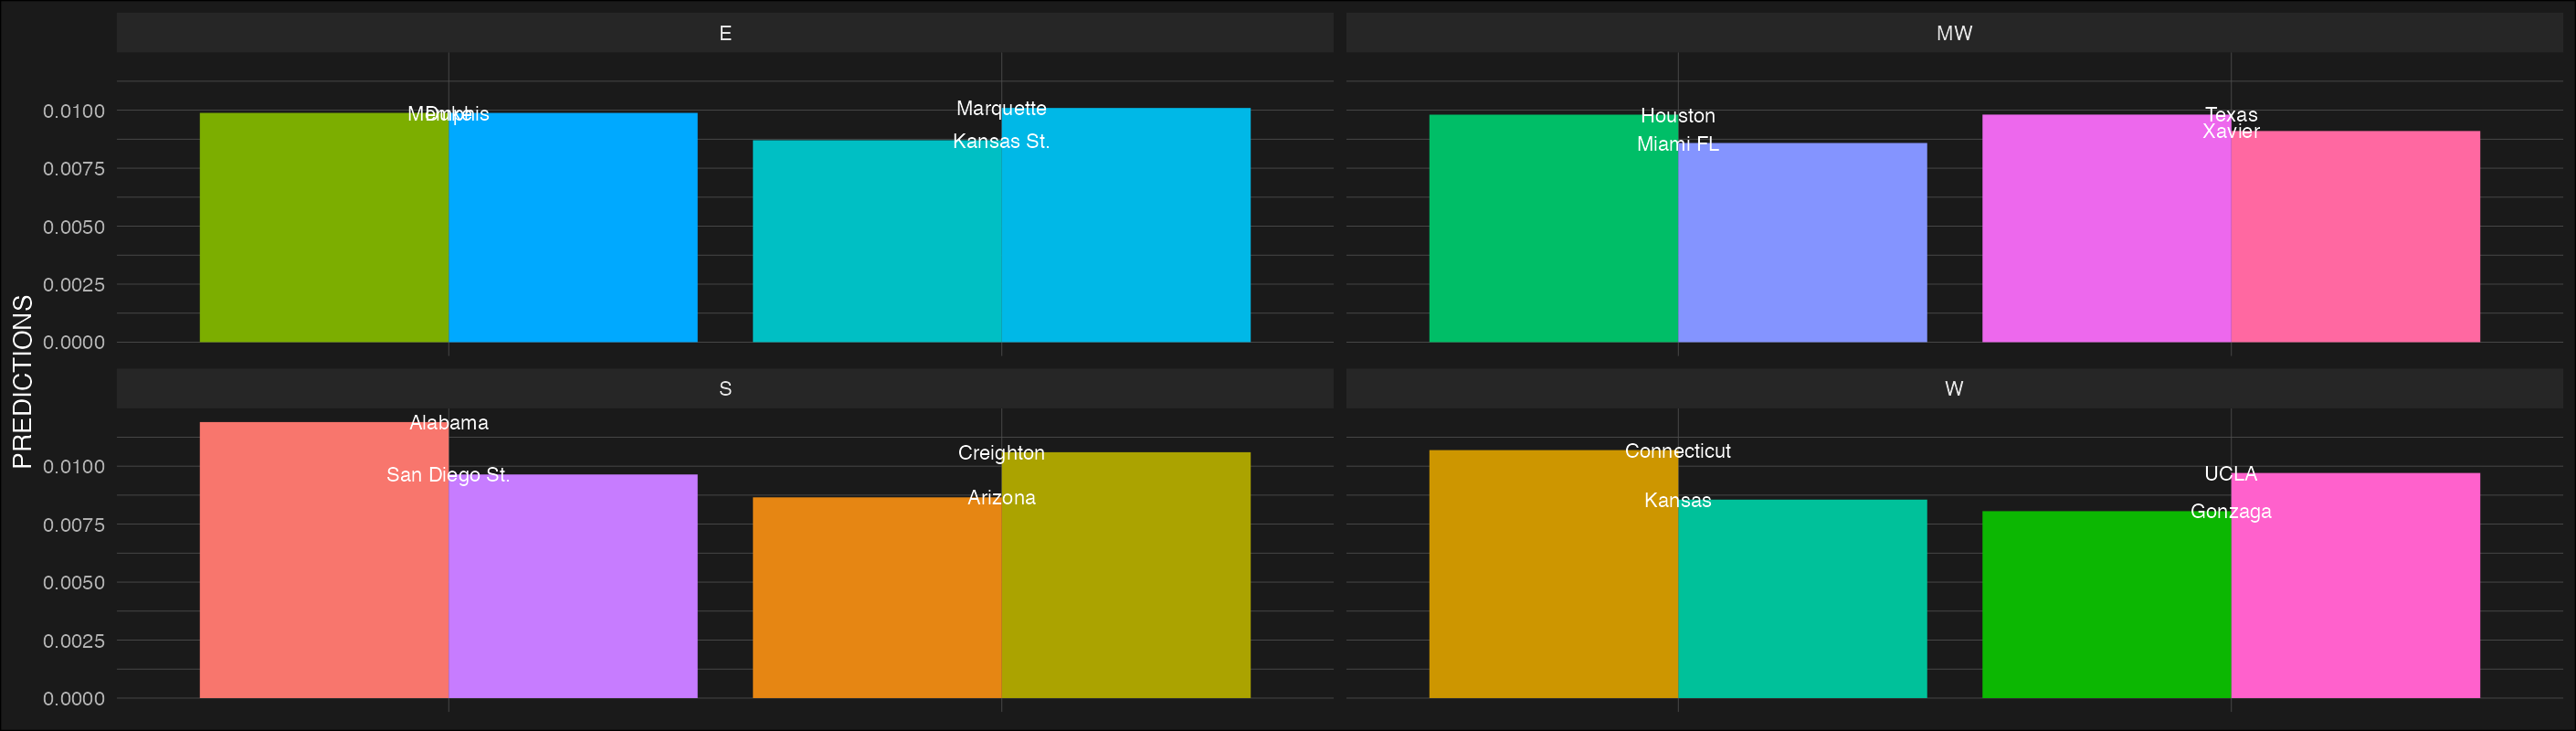 PREDICTIONS
E
0.0100
0.0075
0.0050
0.0025
0.0000
Memphis
Duke
Marquette
Kansas St.
MW
Houston
Miami FL
Texas
Xavier
S
0.0100
0.0075
0.0050
0.0025
0.0000
Alabama
San Diego St.
Creighton
Arizona
W
Connecticut
Kansas
UCLA
Gonzaga